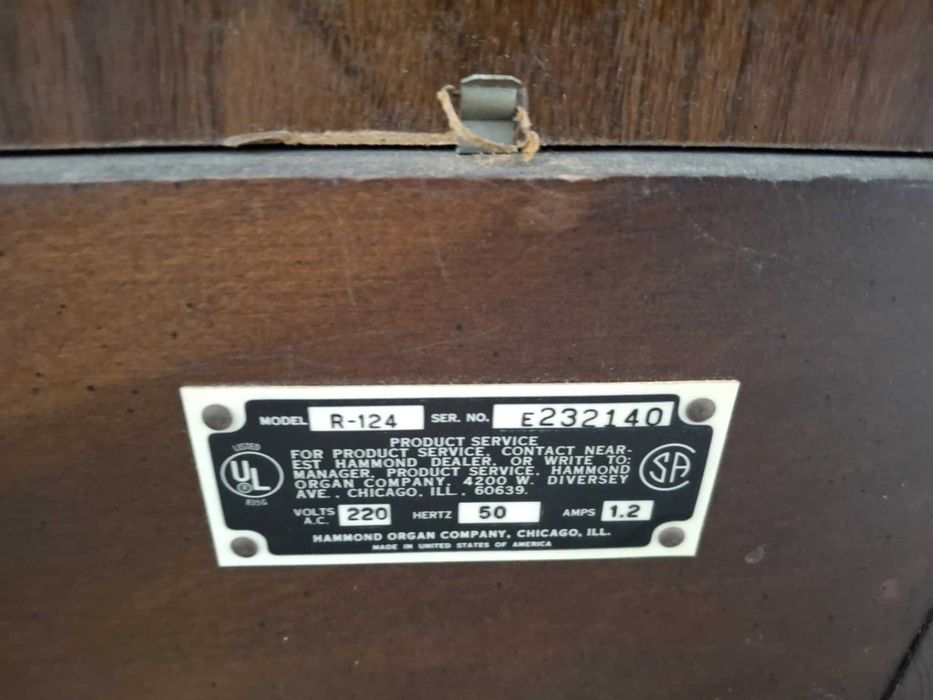 MODEL R-124 SER. NO. E232140
PRODUCT SERVICE
FOR PRODUCT SERVICE, CONTACT NEAR-
EST HAMMOND DEALER, OR WRITE TO:
MANAGER, PRODUCT SERVICE, HAMMOND
ORGAN COMPANY, 4200 W. DIVERSEY
AVE., CHICAGO, ILL., 60639.
LISTED
UL
®
835G
SA
VOLTS A.C. 220 HERTZ 50 AMPS 1.2
HAMMOND ORGAN COMPANY, CHICAGO, ILL.
MADE IN UNITED STATES OF AMERICA